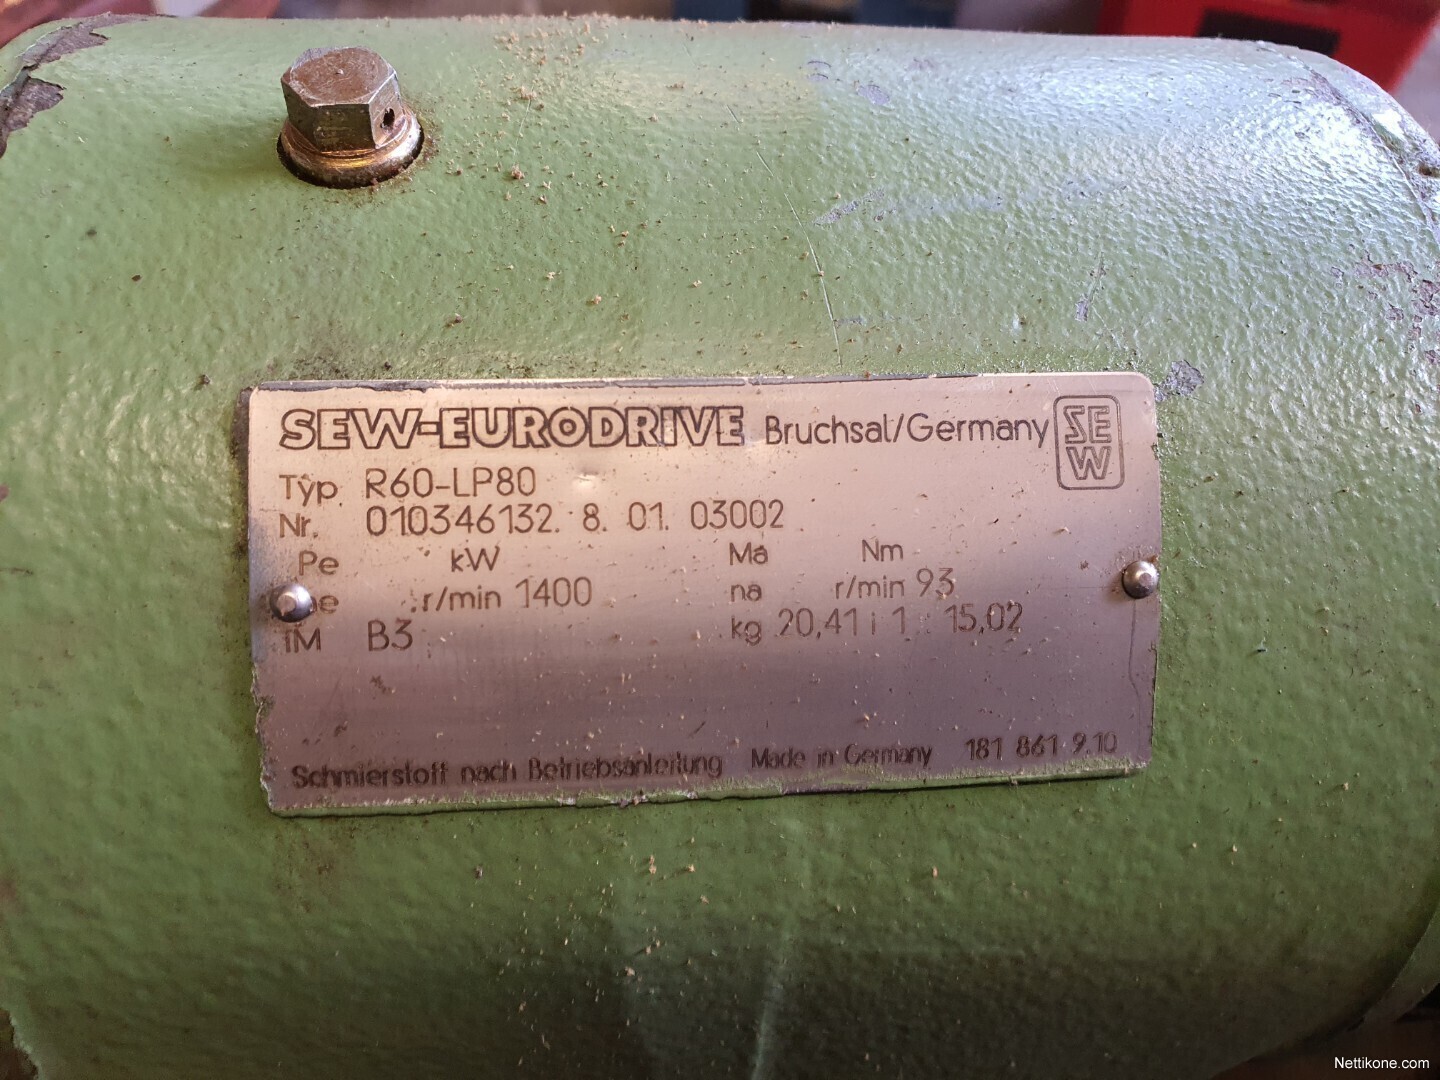 SEW-EURODRIVE Bruchsal/Germany SEW
Typ R60-LP80
Nr. 010346132. 8. 01. 03002
Pe kW Ma Nm
ne r/min 1400 na r/min 93
IM B3 kg 20,41 i 1 : 15,02
Schmierstoff nach Betriebsanleitung Made in Germany 181 861 9.10
Nettikone.com